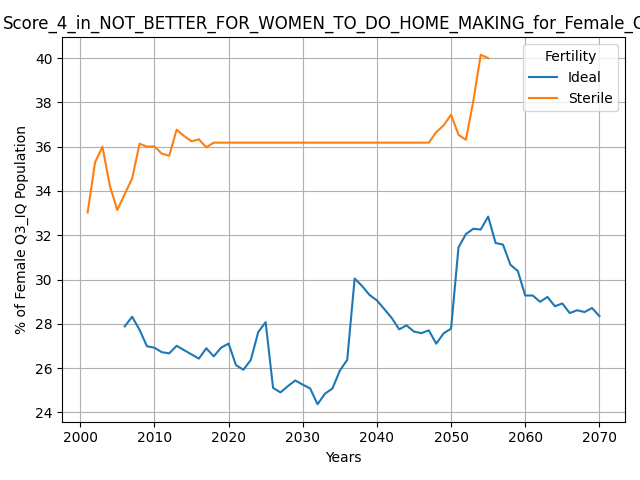 Score_4_in_NOT_BETTER_FOR_WOMEN_TO_DO_HOME_MAKING_for_Female_
Fertility
Ideal
Sterile
% of Female Q3_IQ Population
40
38
36
34
32
30
28
26
24
2000 2010 2020 2030 2040 2050 2060 2070
Years